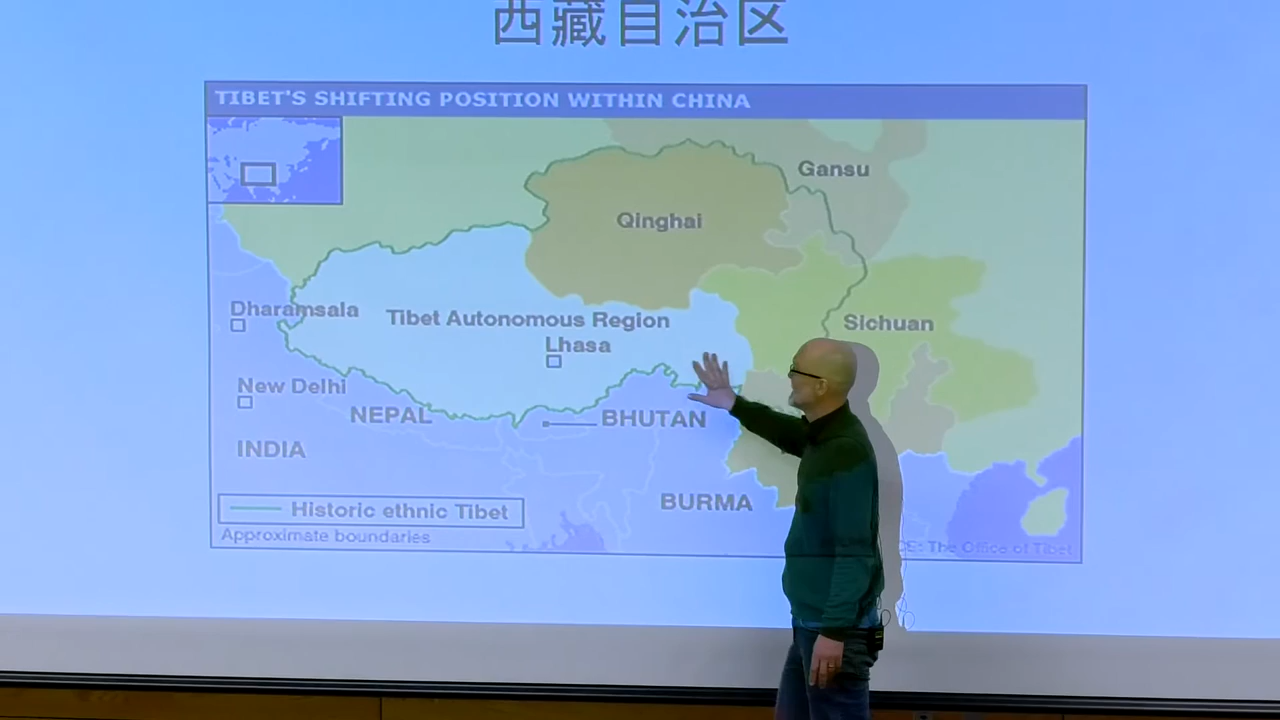 西藏自治区
TIBET'S SHIFTING POSITION WITHIN CHINA
Gansu
Qinghai
Dharamsala
Tibet Autonomous Region
Sichuan
Lhasa
New Delhi
NEPAL
BHUTAN
INDIA
BURMA
Historic ethnic Tibet
Approximate boundaries
The Office of Tibet